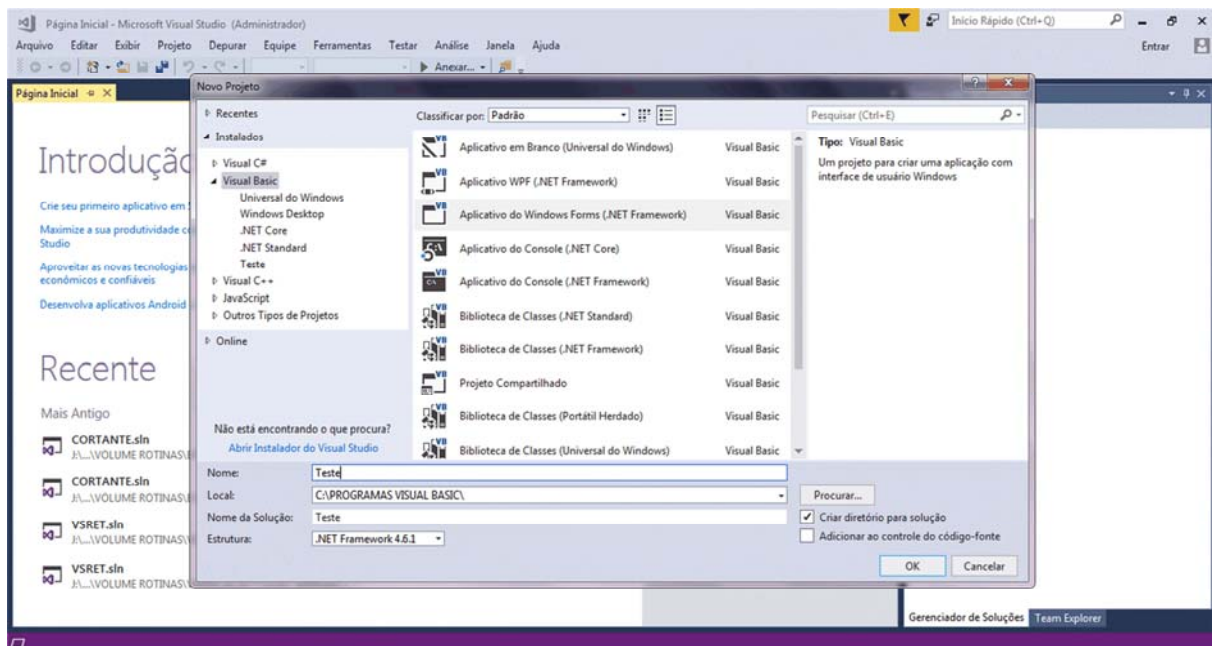 Página Inicial - Microsoft Visual Studio (Administrador)
Início Rápido (Ctrl+Q)
Arquivo Editar Exibir Projeto Depurar Equipe Ferramentas Testar Análise Janela Ajuda
Entrar
Anexar...
Página Inicial
Novo Projeto
Introdução
Crie seu primeiro aplicativo em
Maximize a sua produtividade
Studio
Aproveitar as novas tecnologias
econômicos e confiáveis
Desenvolva aplicativos Android
Recente
Mais Antigo
CORTANTE.sln
J:\...\VOLUME ROTINAS\
CORTANTE.sln
J:\...\VOLUME ROTINAS\
VSRET.sln
J:\...\VOLUME ROTINAS\
VSRET.sln
J:\...\VOLUME ROTINAS\
Recentes
Instalados
Visual C#
Visual Basic
Universal do Windows
Windows Desktop
.NET Core
.NET Standard
Teste
Visual C++
JavaScript
Outros Tipos de Projetos
Online
Não está encontrando o que procura?
Abrir Instalador do Visual Studio
Classificar por: Padrão
Pesquisar (Ctrl+E)
Aplicativo em Branco (Universal do Windows) Visual Basic
Aplicativo WPF (.NET Framework) Visual Basic
Aplicativo do Windows Forms (.NET Framework) Visual Basic
Aplicativo do Console (.NET Core) Visual Basic
Aplicativo do Console (.NET Framework) Visual Basic
Biblioteca de Classes (.NET Standard) Visual Basic
Biblioteca de Classes (.NET Framework) Visual Basic
Projeto Compartilhado Visual Basic
Biblioteca de Classes (Portátil Herdado) Visual Basic
Biblioteca de Classes (Universal do Windows) Visual Basic
Tipo: Visual Basic
Um projeto para criar uma aplicação com
interface de usuário Windows
Nome: Teste
Local: C:\PROGRAMAS VISUAL BASIC\
Procurar...
Nome da Solução: Teste
Criar diretório para solução
Estrutura: .NET Framework 4.6.1
Adicionar ao controle do código-fonte
OK Cancelar
Gerenciador de Soluções Team Explorer